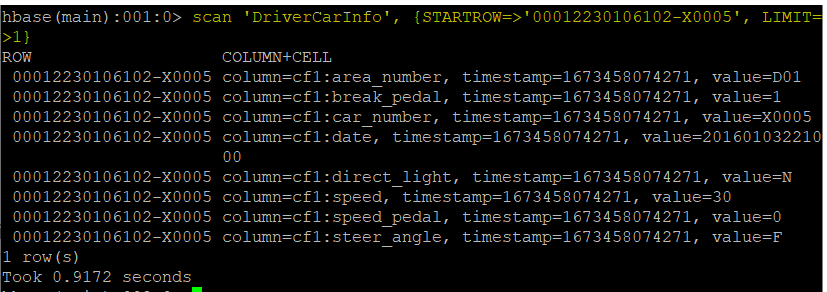 hbase(main):001:0> scan 'DriverCarInfo', {STARTROW=>'00012230106102-X0005', LIMIT=
>1}
ROW COLUMN+CELL
00012230106102-X0005 column=cf1:area_number, timestamp=1673458074271, value=D01
00012230106102-X0005 column=cf1:break_pedal, timestamp=1673458074271, value=1
00012230106102-X0005 column=cf1:car_number, timestamp=1673458074271, value=X0005
00012230106102-X0005 column=cf1:date, timestamp=1673458074271, value=201601032210
00
00012230106102-X0005 column=cf1:direct_light, timestamp=1673458074271, value=N
00012230106102-X0005 column=cf1:speed, timestamp=1673458074271, value=30
00012230106102-X0005 column=cf1:speed_pedal, timestamp=1673458074271, value=0
00012230106102-X0005 column=cf1:steer_angle, timestamp=1673458074271, value=F
1 row(s)
Took 0.9172 seconds